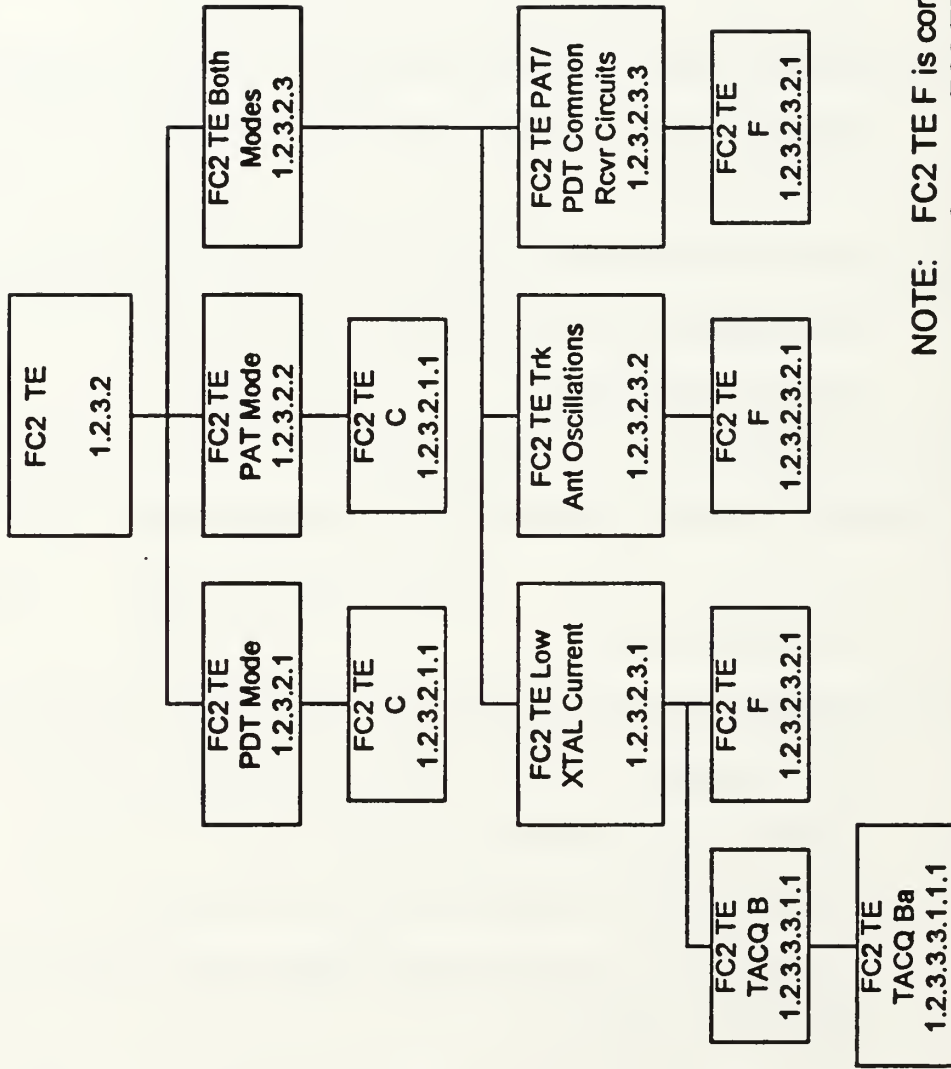 FC2 TE
1.2.3.2
FC2 TE
PDT Mode
1.2.3.2.1
FC2 TE
PAT Mode
1.2.3.2.2
FC2 TE Both
Modes
1.2.3.2.3
FC2 TE
C
1.2.3.2.1.1
FC2 TE
C
1.2.3.2.1.1
FC2 TE Low
XTAL Current
1.2.3.2.3.1
FC2 TE Trk
Ant Oscillations
1.2.3.2.3.2
FC2 TE PAT/
PDT Common
Rcvr Circuits
1.2.3.2.3.3
FC2 TE
TACQ B
1.2.3.3.3.1.1
FC2 TE
F
1.2.3.2.3.2.1
FC2 TE
F
1.2.3.2.3.2.1
FC2 TE
F
1.2.3.2.3.2.1
FC2 TE
TACQ Ba
1.2.3.3.3.1.1.1
NOTE: FC2 TE F is